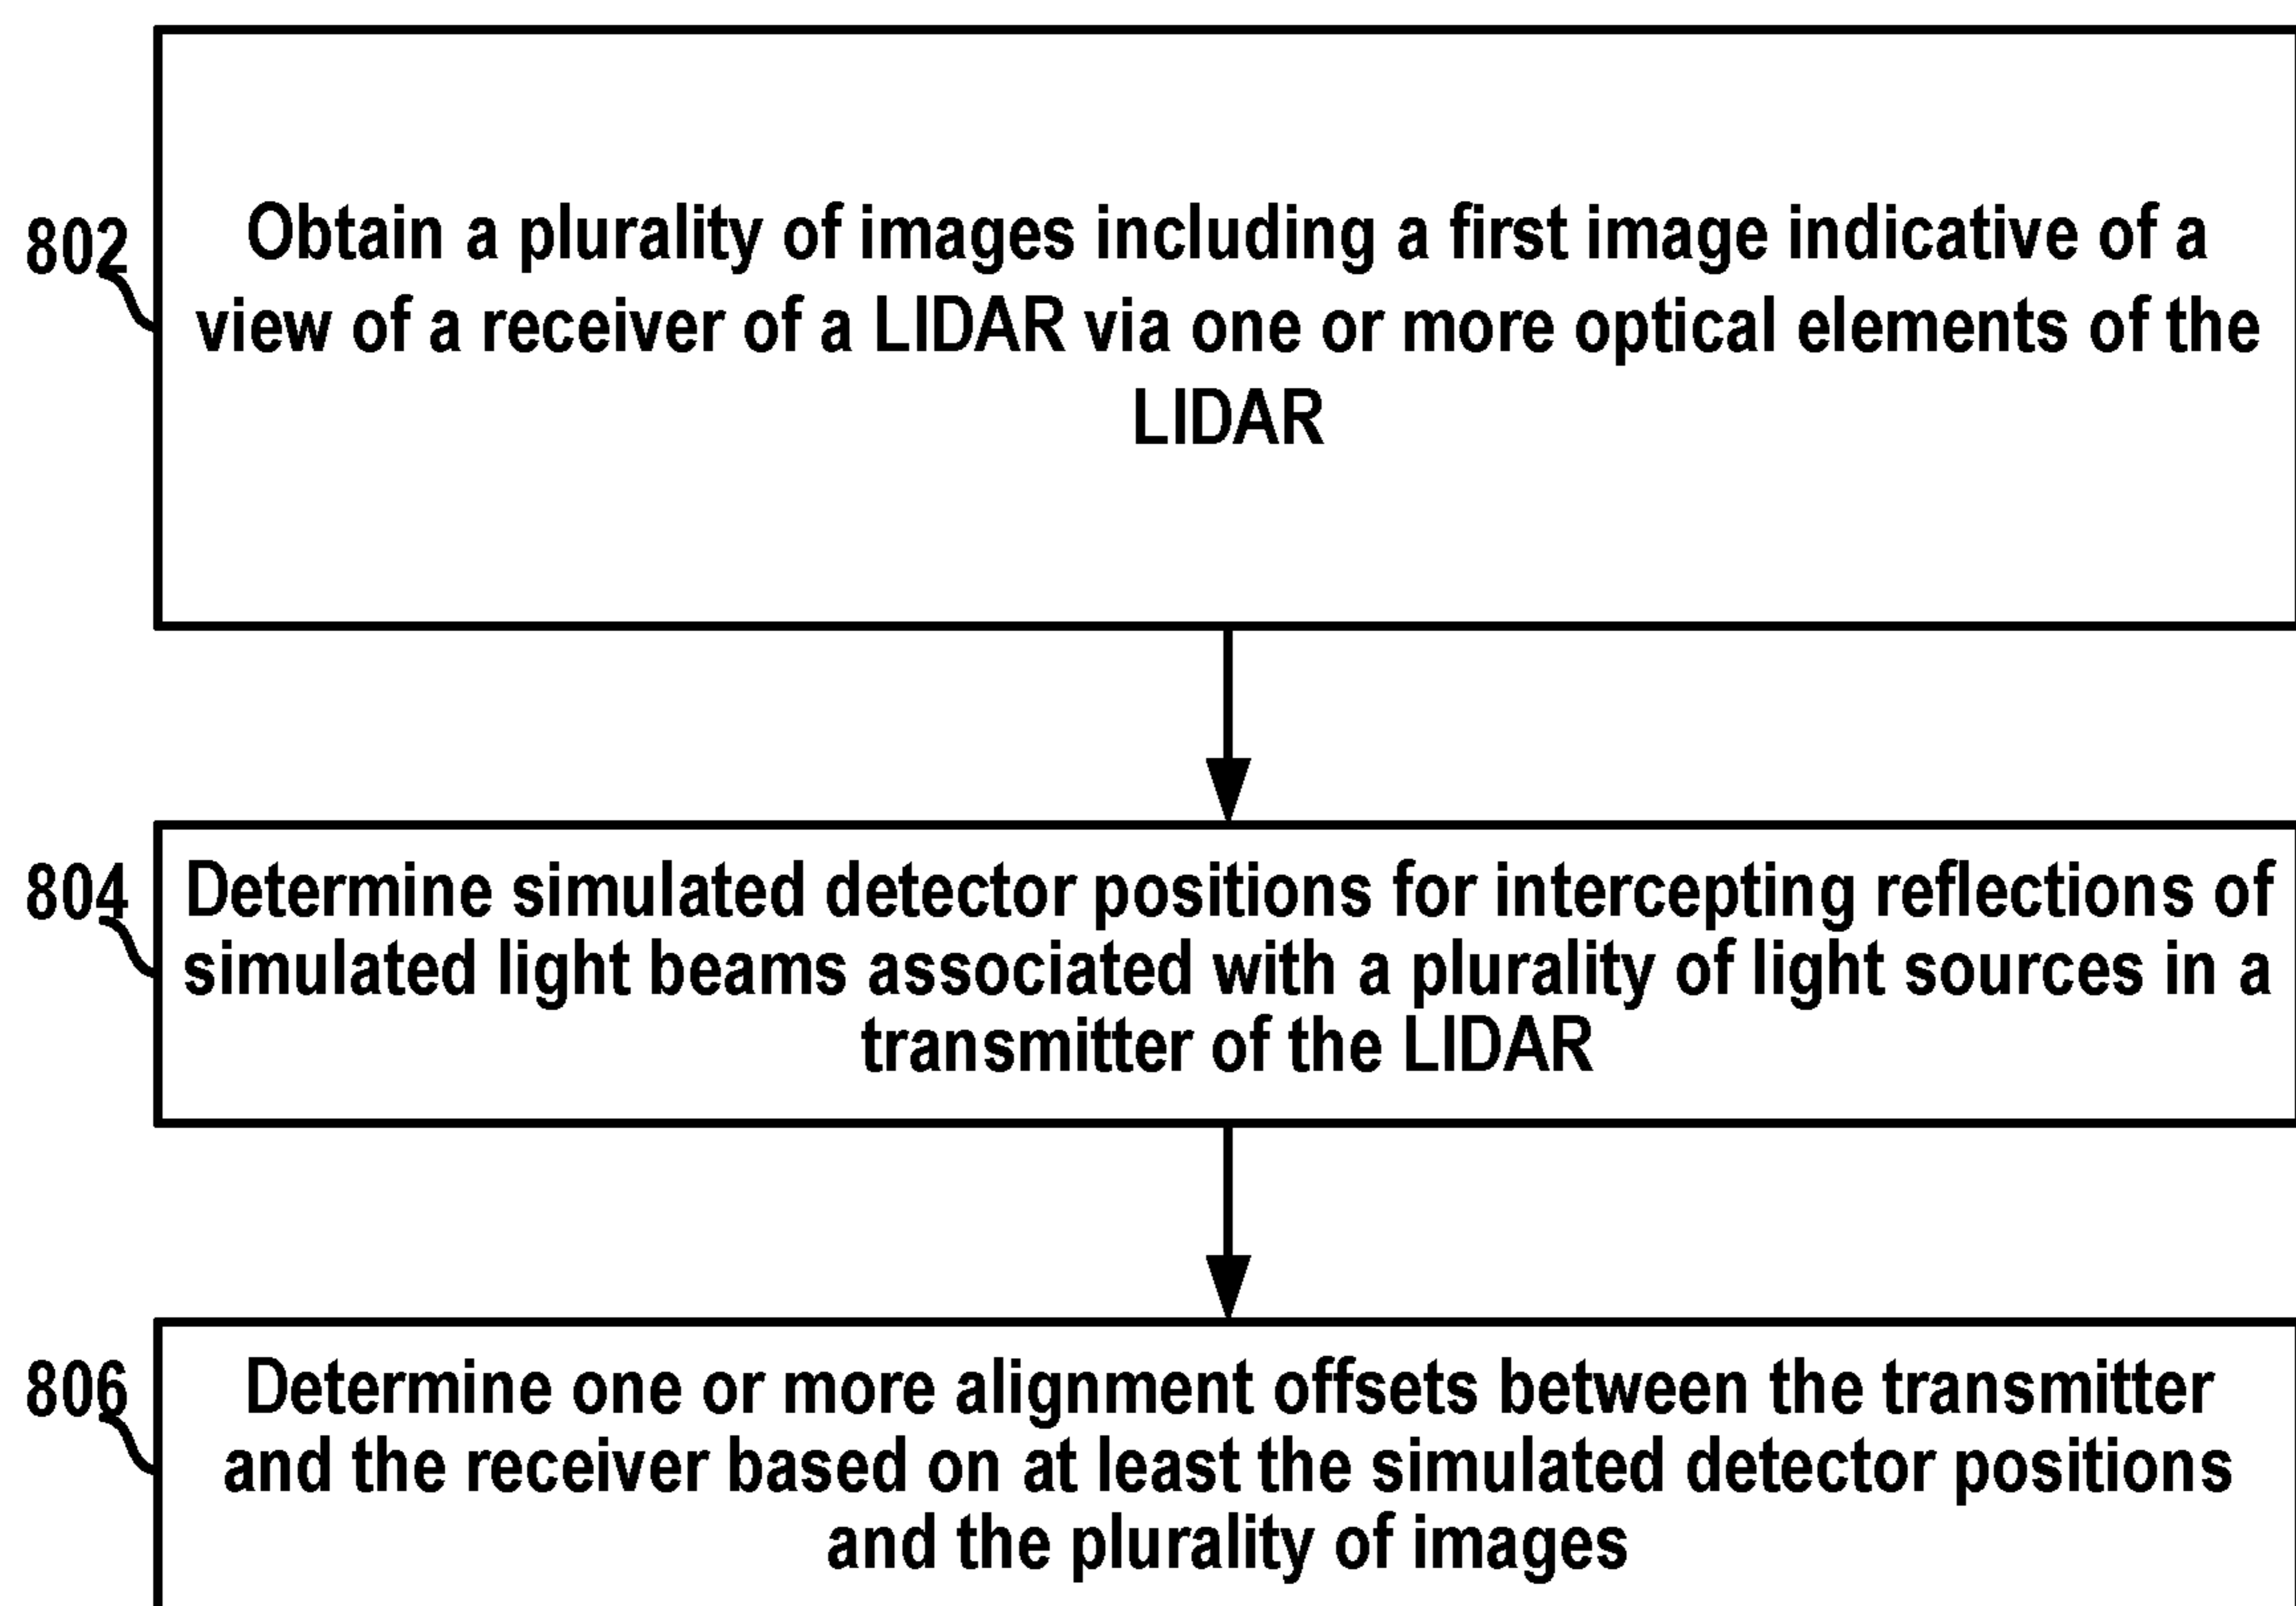 Obtain a plurality of images including a first image indicative of a
802
view of a receiver of a LIDAR via one or more optical elements of the
LIDAR
804
Determine simulated detector positions for intercepting reflections of
simulated light beams associated with a plurality of light sources in a
transmitter of the LIDAR
806
Determine one or more alignment offsets between the transmitter
and the receiver based on at least the simulated detector positions
and the plurality of images